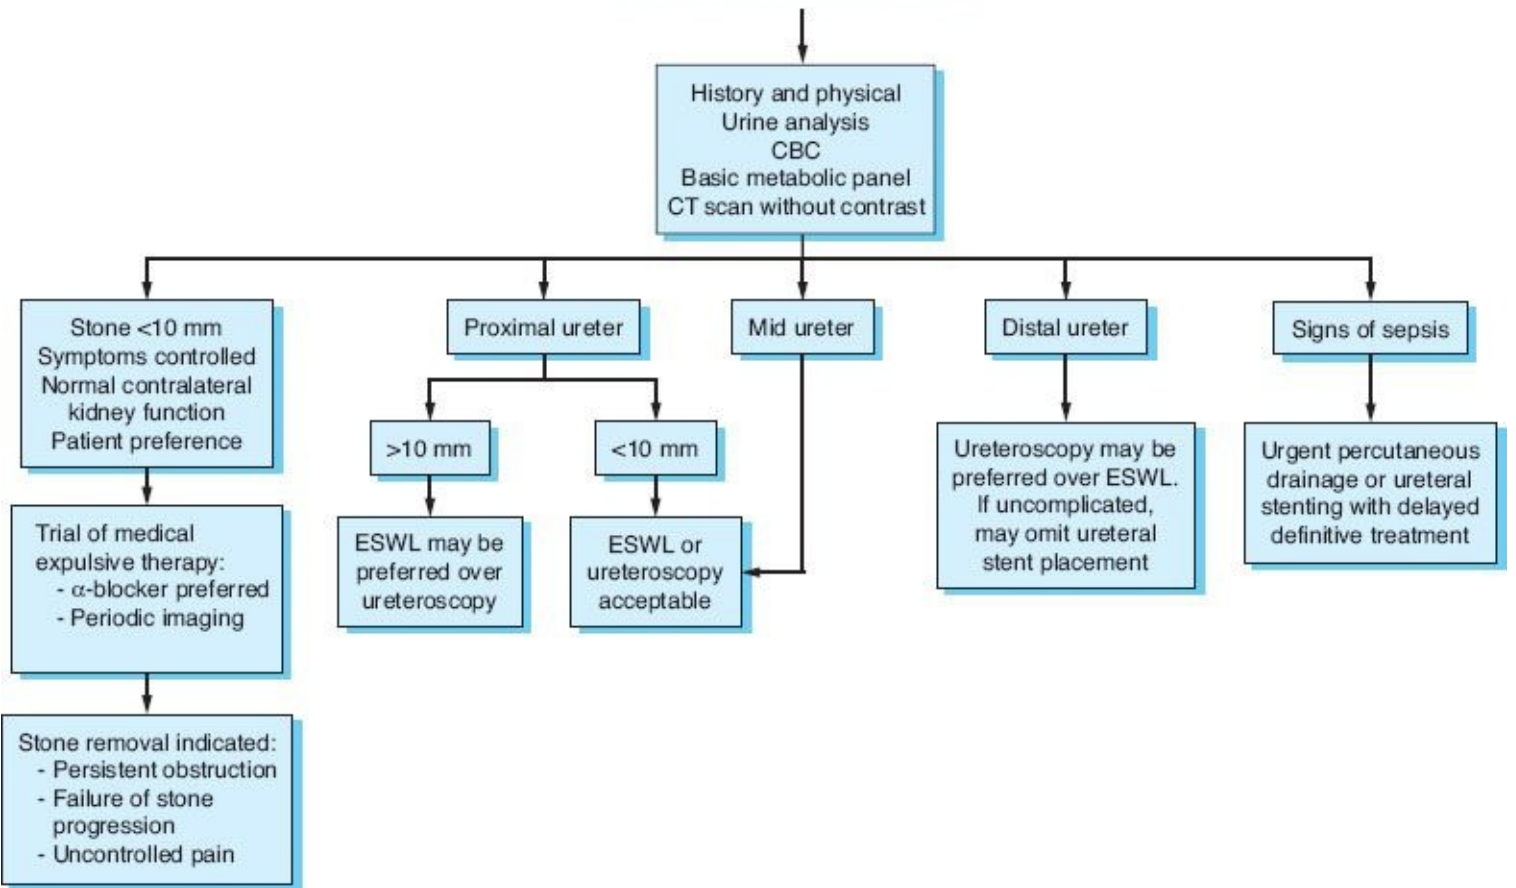 History and physical
Urine analysis
CBC
Basic metabolic panel
CT scan without contrast
Stone <10 mm
Symptoms controlled
Normal contralateral
kidney function
Patient preference
Trial of medical
expulsive therapy:
- α-blocker preferred
- Periodic imaging
Stone removal indicated:
- Persistent obstruction
- Failure of stone
progression
- Uncontrolled pain
Proximal ureter
>10 mm
ESWL may be
preferred over
ureteroscopy
<10 mm
ESWL or
ureteroscopy
acceptable
Mid ureter
Distal ureter
Ureteroscopy may be
preferred over ESWL.
If uncomplicated,
may omit ureteral
stent placement
Signs of sepsis
Urgent percutaneous
drainage or ureteral
stenting with delayed
definitive treatment